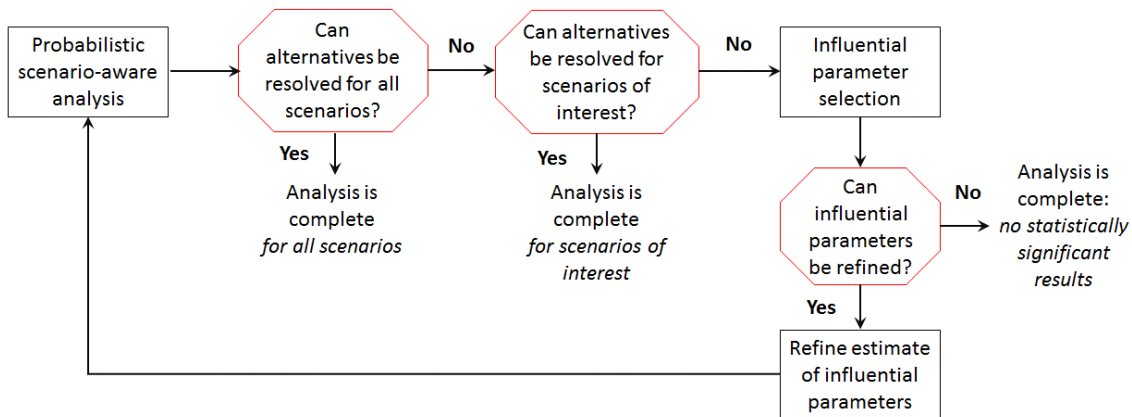 Probabilistic
scenario-aware
analysis
Can
alternatives be
resolved for all
scenarios?
No
Can alternatives
be resolved for
scenarios of
interest?
No
Influential
parameter
selection
Yes
Analysis is
complete
for all scenarios
Yes
Analysis is
complete
for scenarios of
interest
Can
influential
parameters
be refined?
No
Analysis is
complete:
no statistically
significant
results
Yes
Refine estimate
of influential
parameters